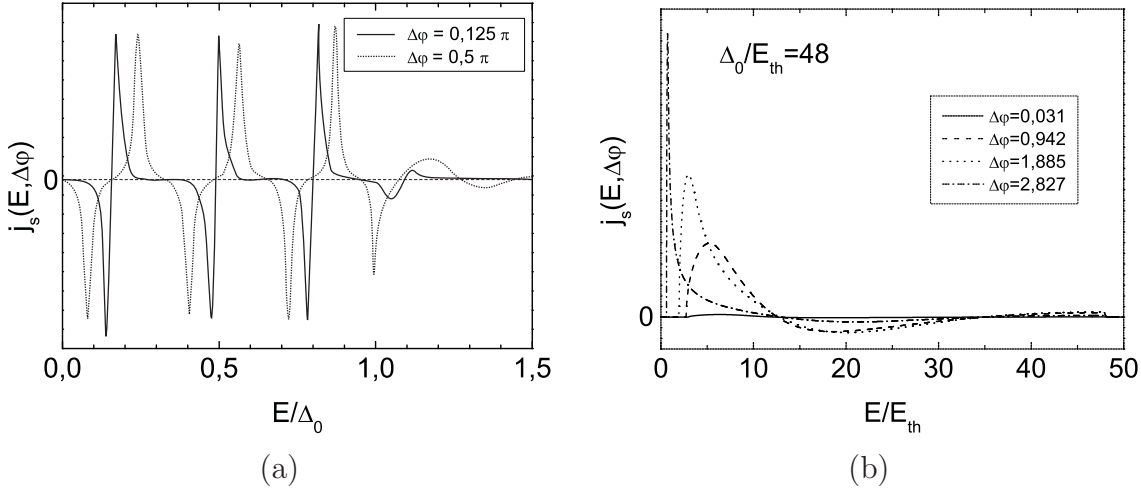 Δφ = 0,125 π
Δφ = 0,5 π
j_s(E,Δφ)
0
0,0 0,5 1,0 1,5
E/Δ_0
(a)
Δ_0/E_th=48
Δφ=0,031
Δφ=0,942
Δφ=1,885
Δφ=2,827
j_s(E,Δφ)
0
0 10 20 30 40 50
E/E_th
(b)